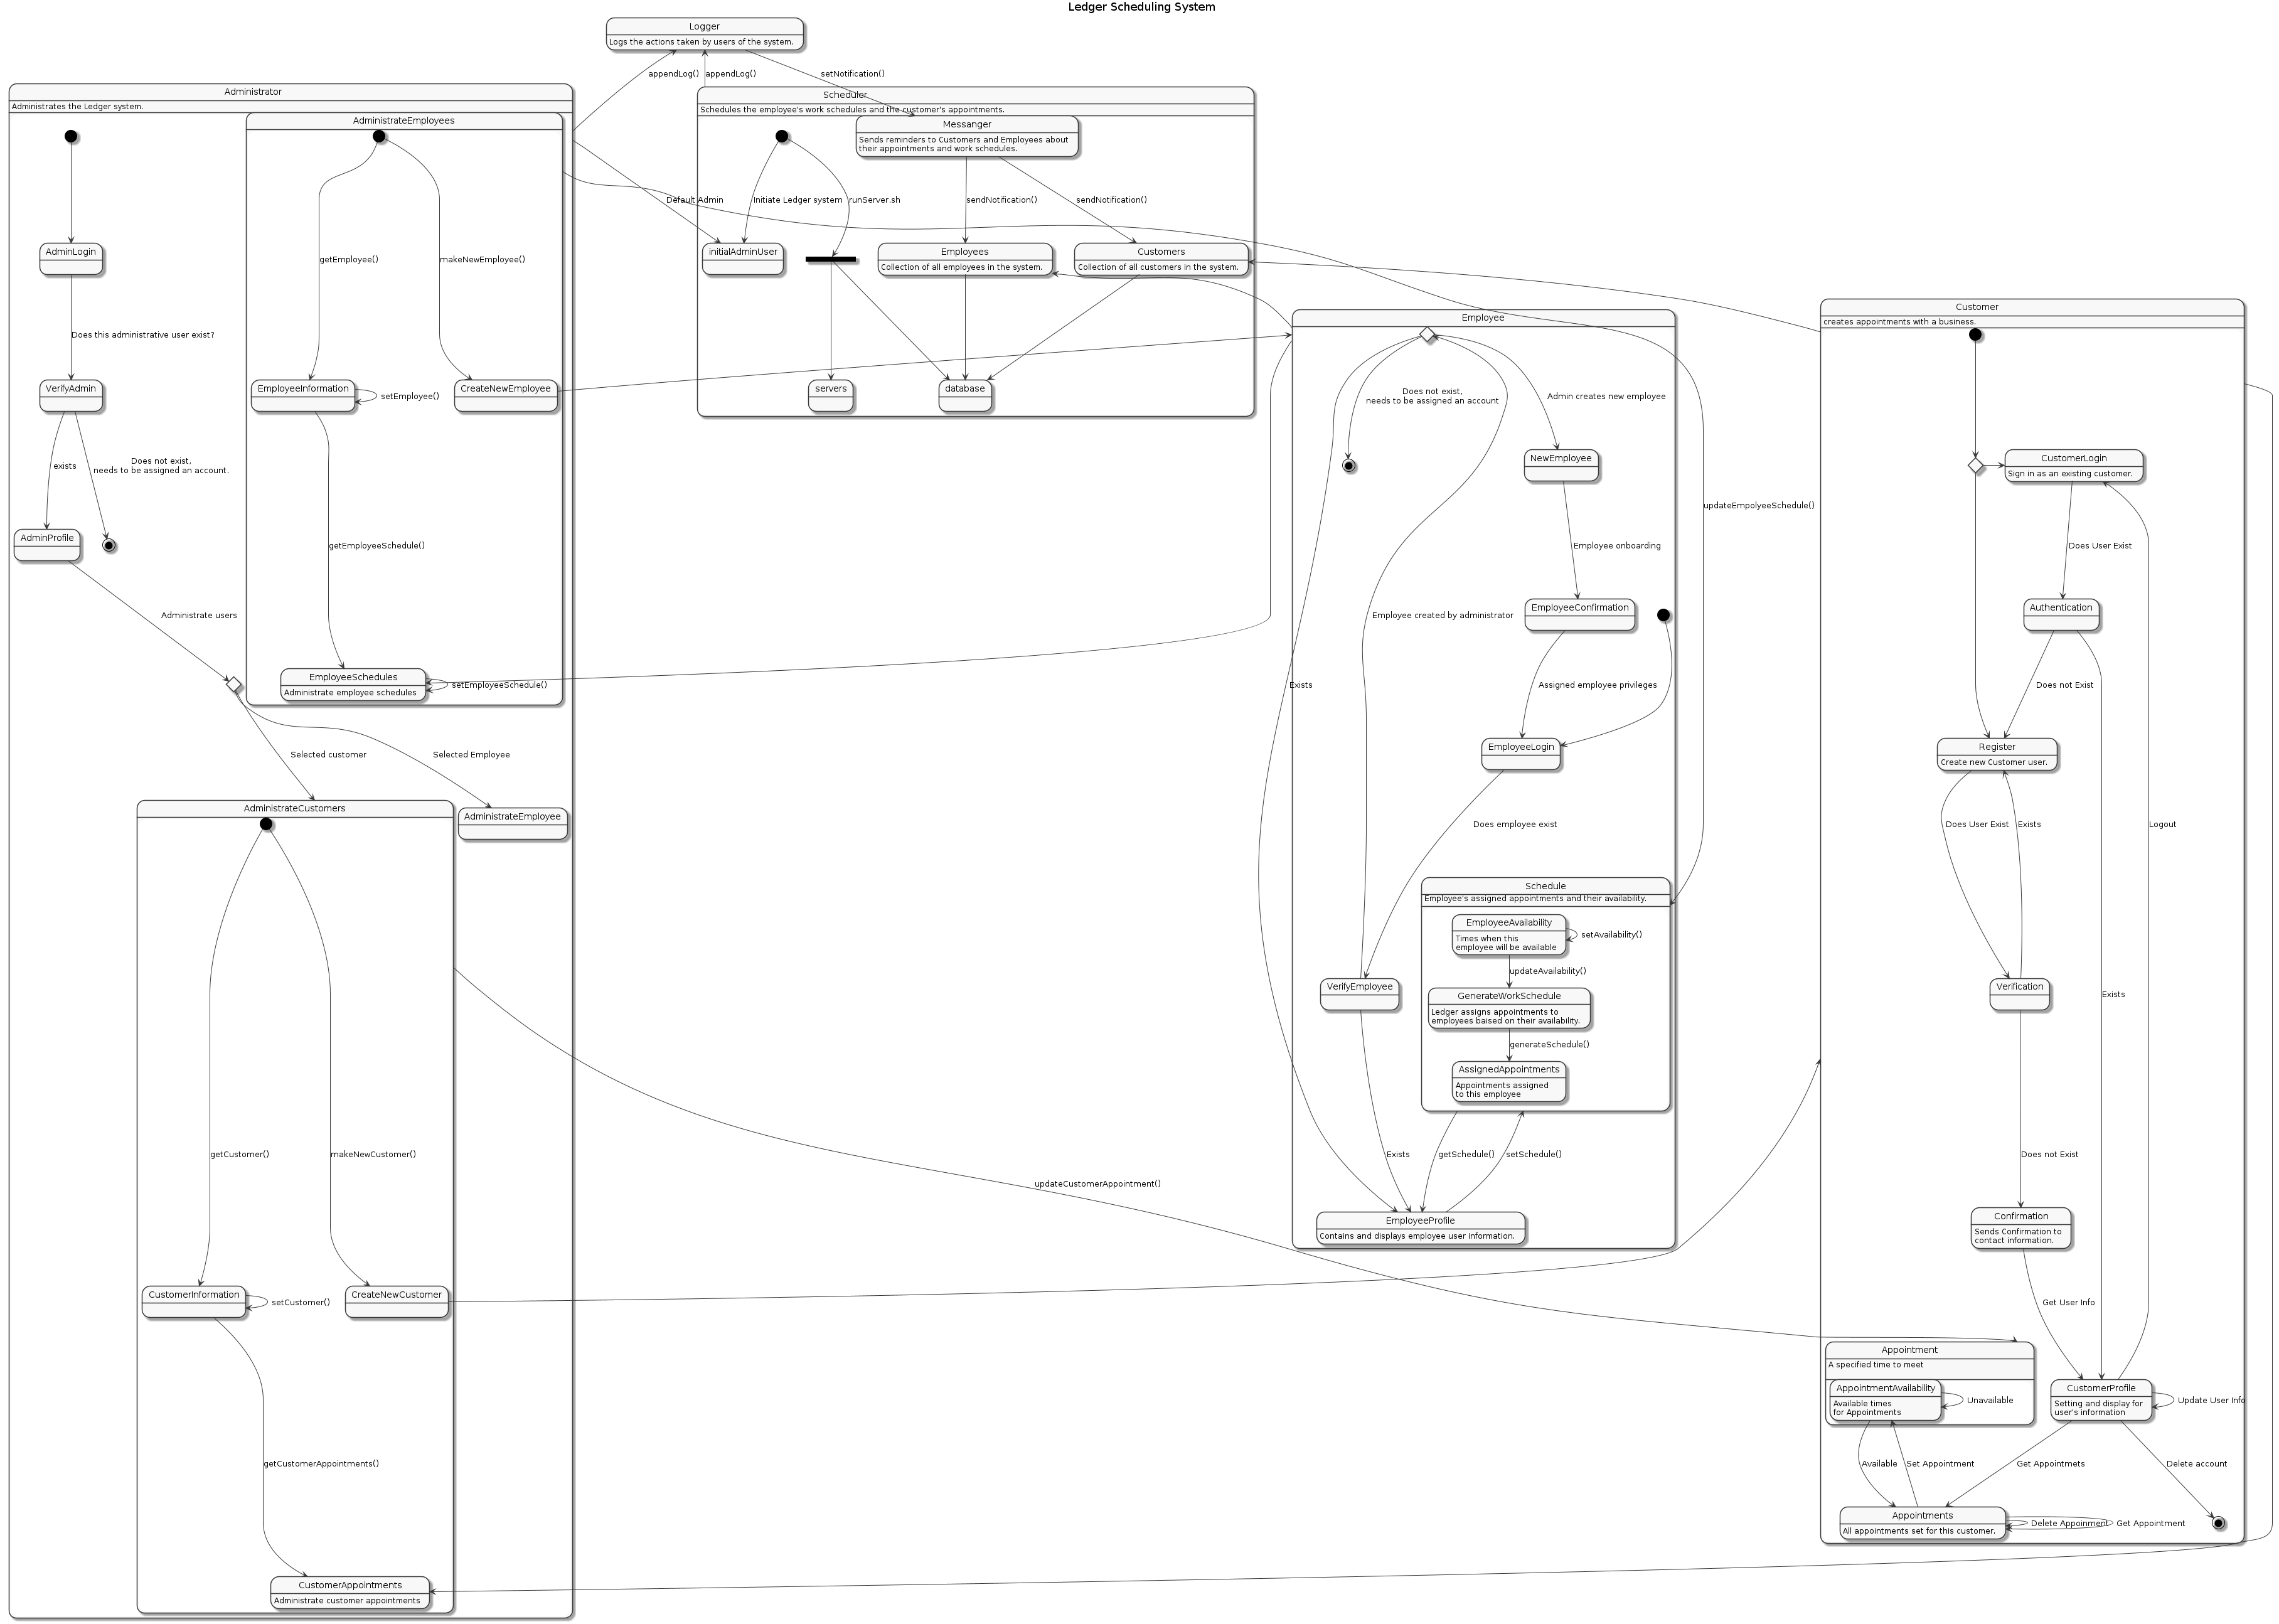 Ledger Scheduling System
Logger
Logs the actions taken by users of the system.
appendLog()
appendLog()
setNotification()
Administrator
Administrates the Ledger system.
AdminLogin
Does this administrative user exist?
VerifyAdmin
exists
Does not exist,
needs to be assigned an account.
AdminProfile
Administrate users
Selected customer
Selected Employee
AdministrateEmployee
AdministrateEmployees
getEmployee()
makeNewEmployee()
EmployeeInformation
setEmployee()
CreateNewEmployee
getEmployeeSchedule()
EmployeeSchedules
Administrate employee schedules
setEmployeeSchedule()
AdministrateCustomers
getCustomer()
makeNewCustomer()
CustomerInformation
setCustomer()
CreateNewCustomer
getCustomerAppointments()
CustomerAppointments
Administrate customer appointments
Scheduler
Schedules the employee's work schedules and the customer's appointments.
Messanger
Sends reminders to Customers and Employees about
their appointments and work schedules.
Default Admin
Initiate Ledger system
runServer.sh
sendNotification()
sendNotification()
initialAdminUser
Employees
Collection of all employees in the system.
Customers
Collection of all customers in the system.
servers
database
updateEmpolyeeSchedule()
updateCustomerAppointment()
Employee
Does not exist,
needs to be assigned an account
Admin creates new employee
NewEmployee
Employee onboarding
EmployeeConfirmation
Employee created by administrator
Exists
Assigned employee privileges
EmployeeLogin
Does employee exist
VerifyEmployee
Schedule
Employee's assigned appointments and their availability.
EmployeeAvailability
Times when this
employee will be available
setAvailability()
updateAvailability()
GenerateWorkSchedule
Ledger assigns appointments to
employees baised on their availability.
generateSchedule()
AssignedAppointments
Appointments assigned
to this employee
Exists
getSchedule()
setSchedule()
EmployeeProfile
Contains and displays employee user information.
Customer
creates appointments with a business.
CustomerLogin
Sign in as an existing customer.
Does User Exist
Authentication
Does not Exist
Register
Create new Customer user.
Does User Exist
Exists
Logout
Verification
Exists
Does not Exist
Confirmation
Sends Confirmation to
contact information.
Get User Info
Appointment
A specified time to meet
AppointmentAvailability
Available times
for Appointments
Unavailable
CustomerProfile
Setting and display for
user's information
Update User Info
Available
Set Appointment
Get Appointmets
Delete account
Appointments
All appointments set for this customer.
Delete Appoinment
Get Appointment